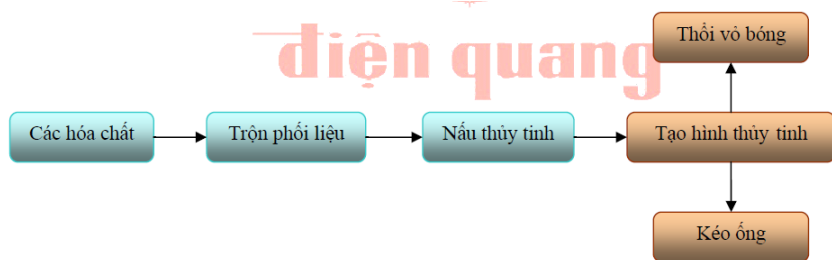 Thổi vỏ bóng
điện quang
Các hóa chất
Trộn phối liệu
Nấu thủy tinh
Tạo hình thủy tinh
Kéo ống